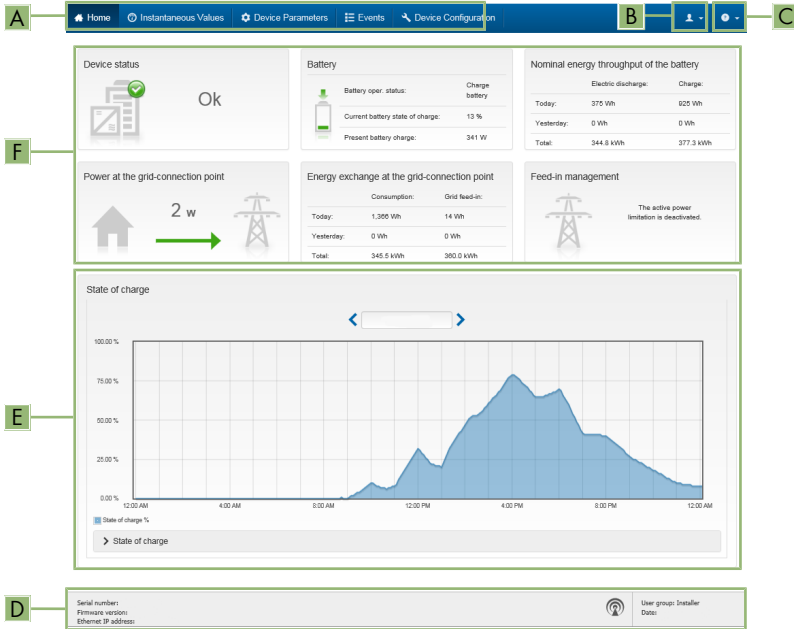 A
Home
Instantaneous Values
Device Parameters
Events
Device Configuration
B
C
F
Device status
Ok
Battery
Battery oper. status:
Charge
battery
Current battery state of charge:
13 %
Present battery charge:
341 W
Nominal energy throughput of the battery
Electric discharge:
Charge:
Today:
375 Wh
925 Wh
Yesterday:
0 Wh
0 Wh
Total:
344.8 kWh
377.3 kWh
Power at the grid-connection point
2 w
Energy exchange at the grid-connection point
Consumption:
Grid feed-in:
Today:
1,366 Wh
14 Wh
Yesterday:
0 Wh
0 Wh
Total:
345.5 kWh
360.0 kWh
Feed-in management
The active power
limitation is deactivated.
E
State of charge
100.00 %
75.00 %
50.00 %
25.00 %
0.00 %
12:00 AM
4:00 AM
8:00 AM
12:00 PM
4:00 PM
8:00 PM
12:00 AM
State of charge %
State of charge
D
Serial number:
Firmware version:
Ethernet IP address:
User group: Installer
Date: